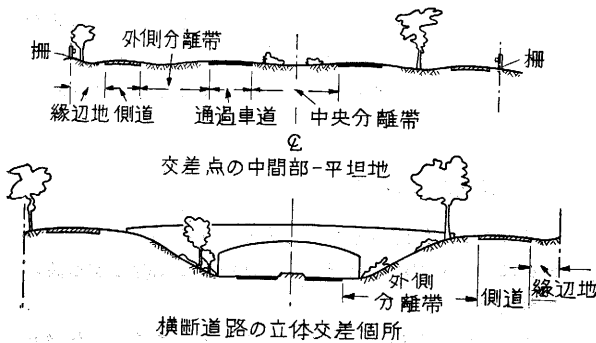 外側分離帯
柵
柵
縁辺地
側道
通過車道
中央分離帯
℄
交差点の中間部-平坦地
外側
分離帯
側道
縁辺地
横断道路の立体交差個所